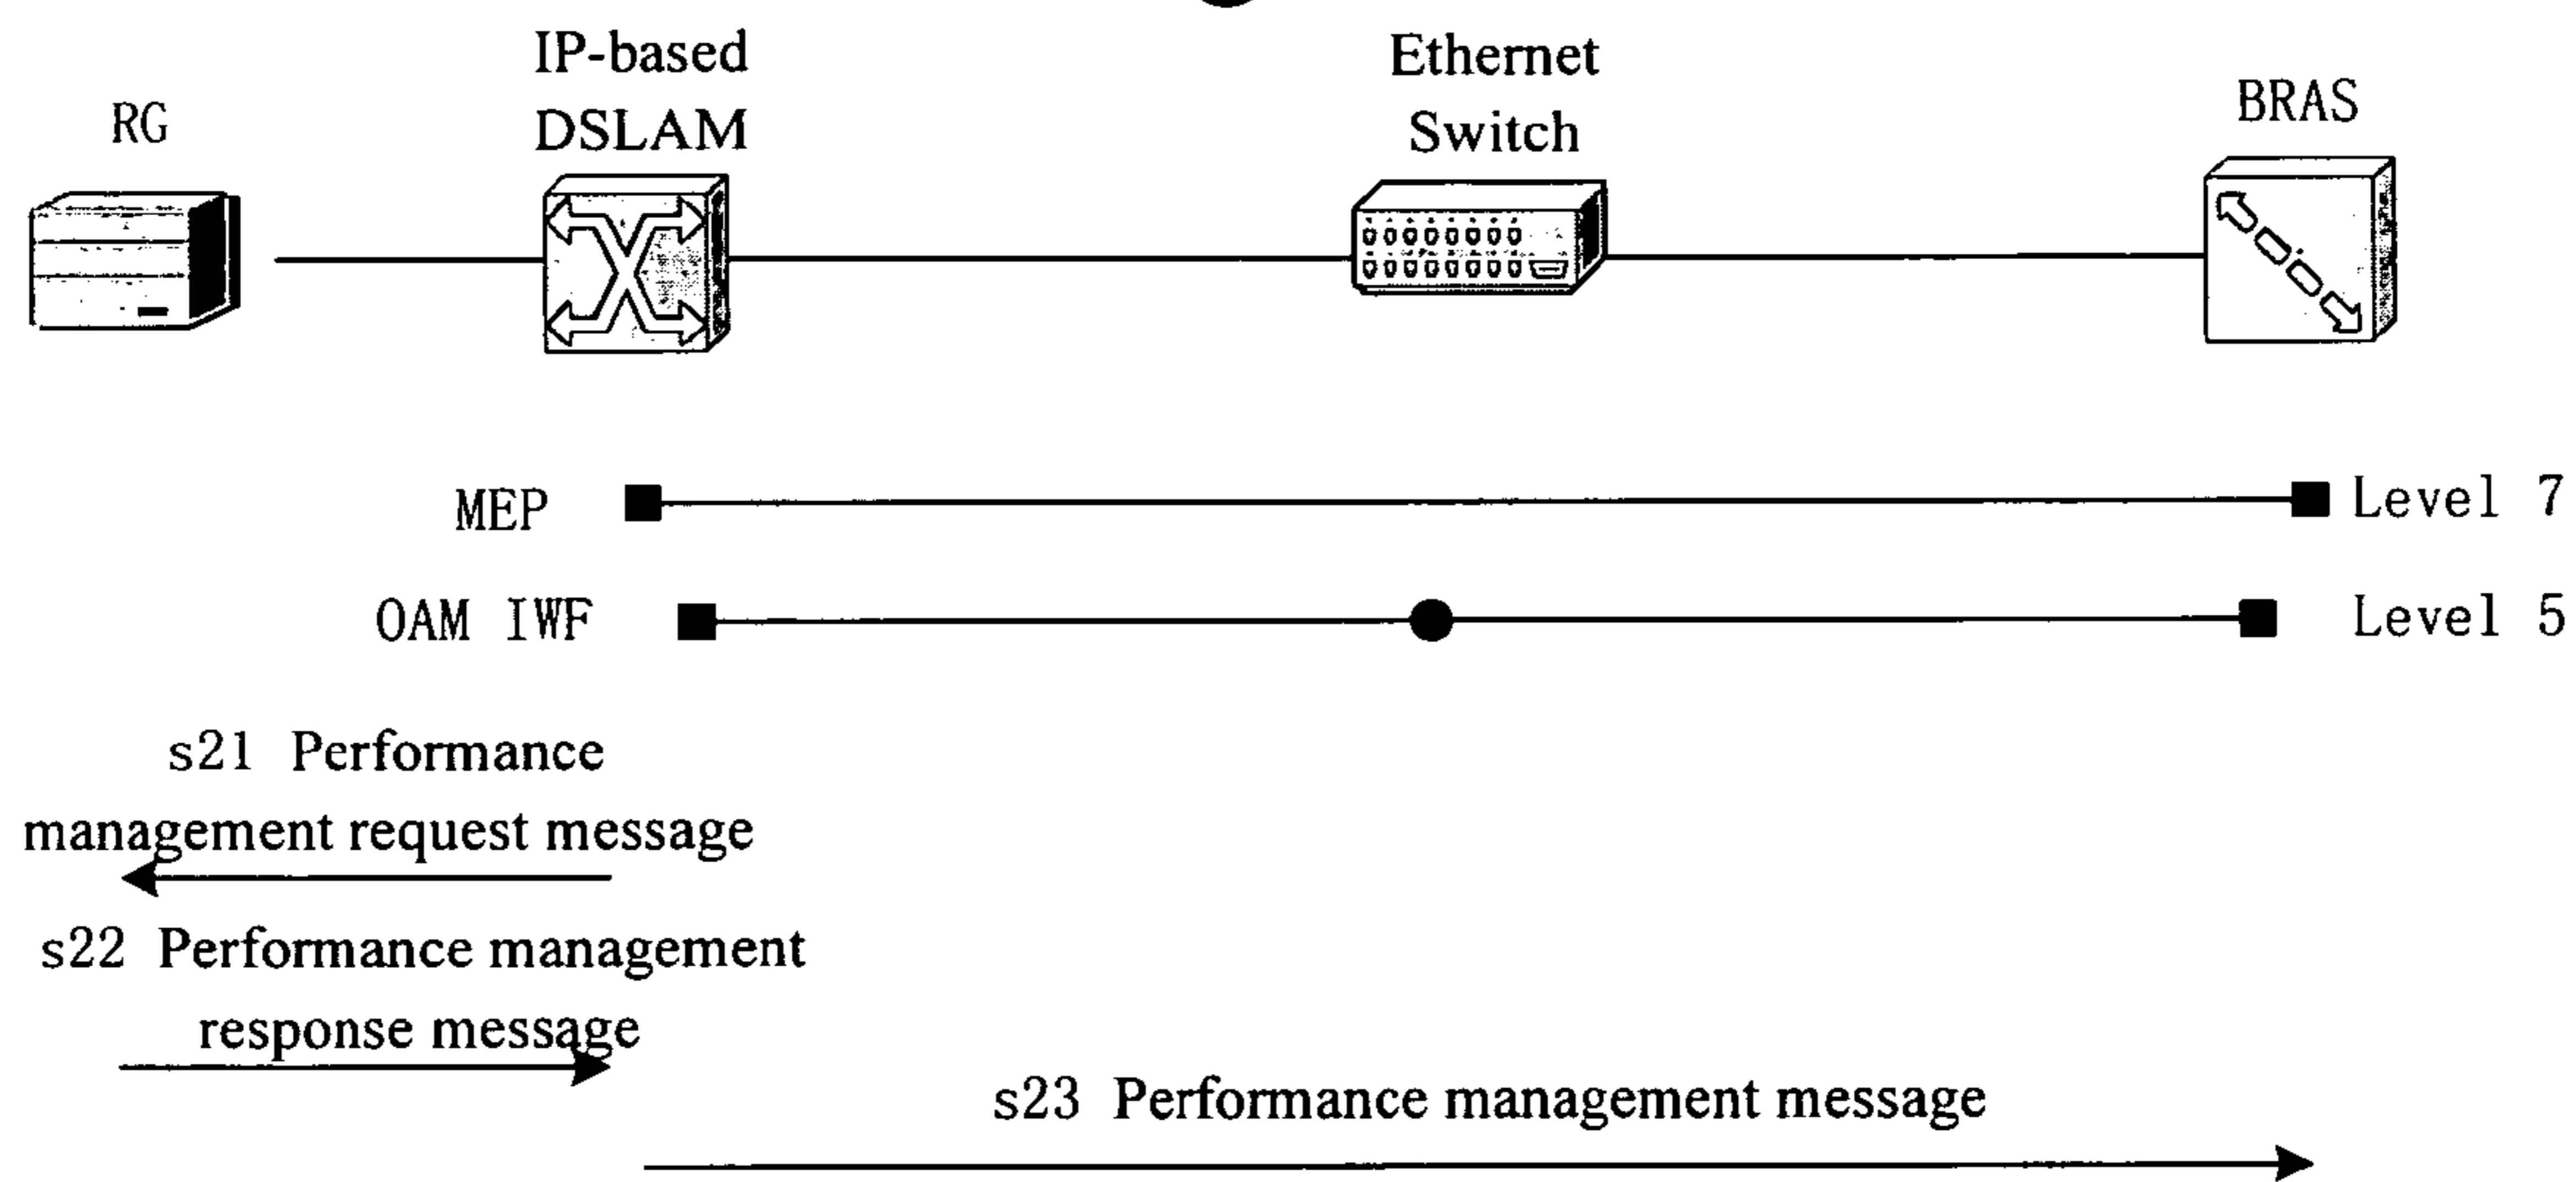 RG
IP-based
DSLAM
Ethernet
Switch
BRAS
MEP
Level 7
OAM IWF
Level 5
s21 Performance
management request message
s22 Performance management
response message
s23 Performance management message